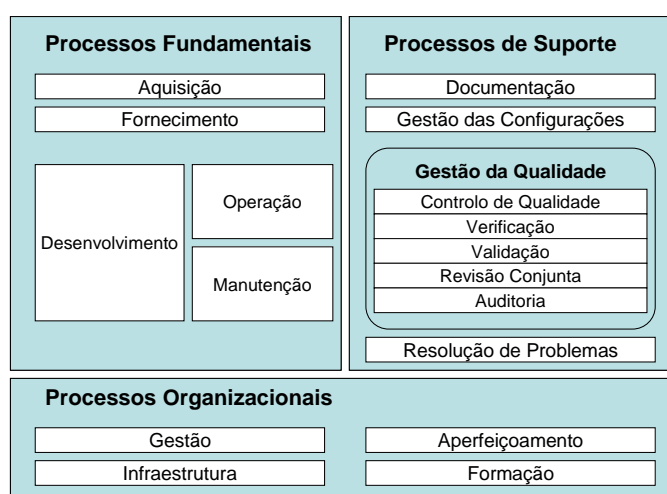 Processos Fundamentais
Aquisição
Fornecimento
Desenvolvimento
Operação
Manutenção
Processos de Suporte
Documentação
Gestão das Configurações
Gestão da Qualidade
Controlo de Qualidade
Verificação
Validação
Revisão Conjunta
Auditoria
Resolução de Problemas
Processos Organizacionais
Gestão
Infraestrutura
Aperfeiçoamento
Formação